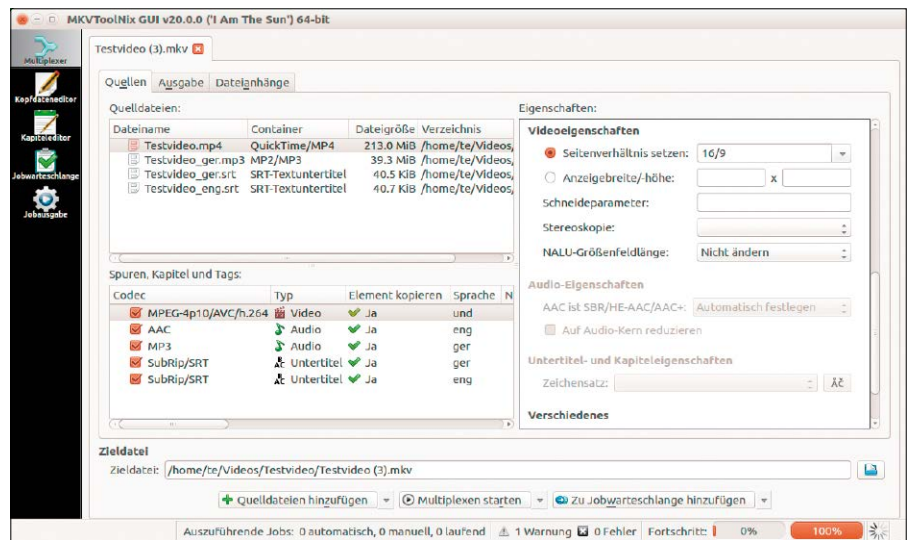 MKVToolNix GUI v20.0.0 ('I Am The Sun') 64-bit
Multiplexer
Kopfdateneditor
Kapiteleditor
Jobwarteschlange
Jobausgabe
Testvideo (3).mkv
Quellen Ausgabe Dateianhänge
Quelldateien:
Dateiname Container Dateigröße Verzeichnis
Testvideo.mp4 QuickTime/MP4 213.0 MiB /home/te/Videos/
Testvideo_ger.mp3 MP2/MP3 39.3 MiB /home/te/Videos/
Testvideo_ger.srt SRT-Textuntertitel 40.5 KiB /home/te/Videos/
Testvideo_eng.srt SRT-Textuntertitel 40.7 KiB /home/te/Videos/
Spuren, Kapitel und Tags:
Codec Typ Element kopieren Sprache N
MPEG-4p10/AVC/h.264 Video Ja und
AAC Audio Ja eng
MP3 Audio Ja ger
SubRip/SRT Untertitel Ja ger
SubRip/SRT Untertitel Ja eng
Eigenschaften:
Videoeigenschaften
Seitenverhältnis setzen: 16/9
Anzeigebreite/-höhe: x
Schneideparameter:
Stereoskopie:
NALU-Größenfeldlänge: Nicht ändern
Audio-Eigenschaften
AAC ist SBR/HE-AAC/AAC+: Automatisch festlegen
Auf Audio-Kern reduzieren
Untertitel- und Kapiteleigenschaften
Zeichensatz: Äč
Verschiedenes
Zieldatei
Zieldatei: /home/te/Videos/Testvideo/Testvideo (3).mkv
Quelldateien hinzufügen Multiplexen starten Zu Jobwarteschlange hinzufügen
Auszuführende Jobs: 0 automatisch, 0 manuell, 0 laufend 1 Warnung 0 Fehler Fortschritt: 0% 100%